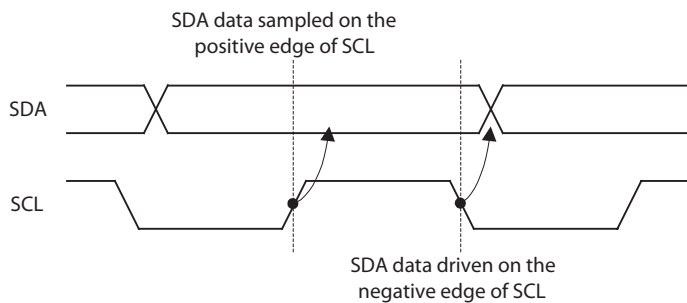 SDA data sampled on the
positive edge of SCL
SDA
SCL
SDA data driven on the
negative edge of SCL